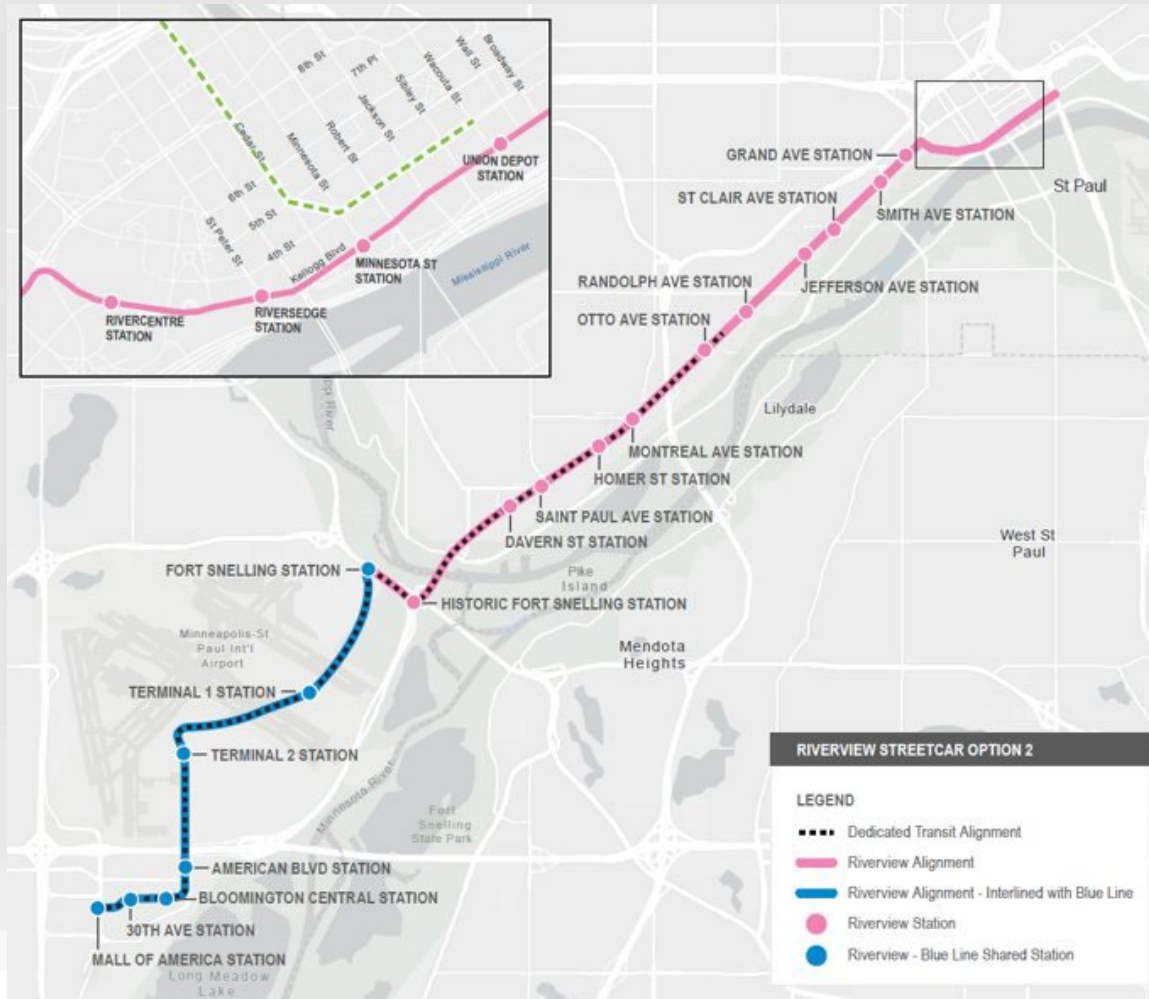 8th St
7th Pl
Wall St
Broadway St
Wacouta St
Sibley St
Jackson St
Robert St
Minnesota St
Cedar St
6th St
5th St
4th St
St Peter St
Kellogg Blvd
Mississippi River
UNION DEPOT
STATION
MINNESOTA ST
STATION
RIVERSEDGE
STATION
RIVERCENTRE
STATION
GRAND AVE STATION
St Paul
ST CLAIR AVE STATION
SMITH AVE STATION
RANDOLPH AVE STATION
JEFFERSON AVE STATION
OTTO AVE STATION
Lilydale
MONTREAL AVE STATION
HOMER ST STATION
SAINT PAUL AVE STATION
DAVERN ST STATION
West St
Paul
FORT SNELLING STATION
Pike
Island
HISTORIC FORT SNELLING STATION
Minneapolis-St
Paul Int'l
Airport
Mendota
Heights
TERMINAL 1 STATION
TERMINAL 2 STATION
Minnesota River
Fort
Snelling
State Park
AMERICAN BLVD STATION
BLOOMINGTON CENTRAL STATION
30TH AVE STATION
MALL OF AMERICA STATION
Long Meadow
Lake
RIVERVIEW STREETCAR OPTION 2
LEGEND
Dedicated Transit Alignment
Riverview Alignment
Riverview Alignment - Interlined with Blue Line
Riverview Station
Riverview - Blue Line Shared Station